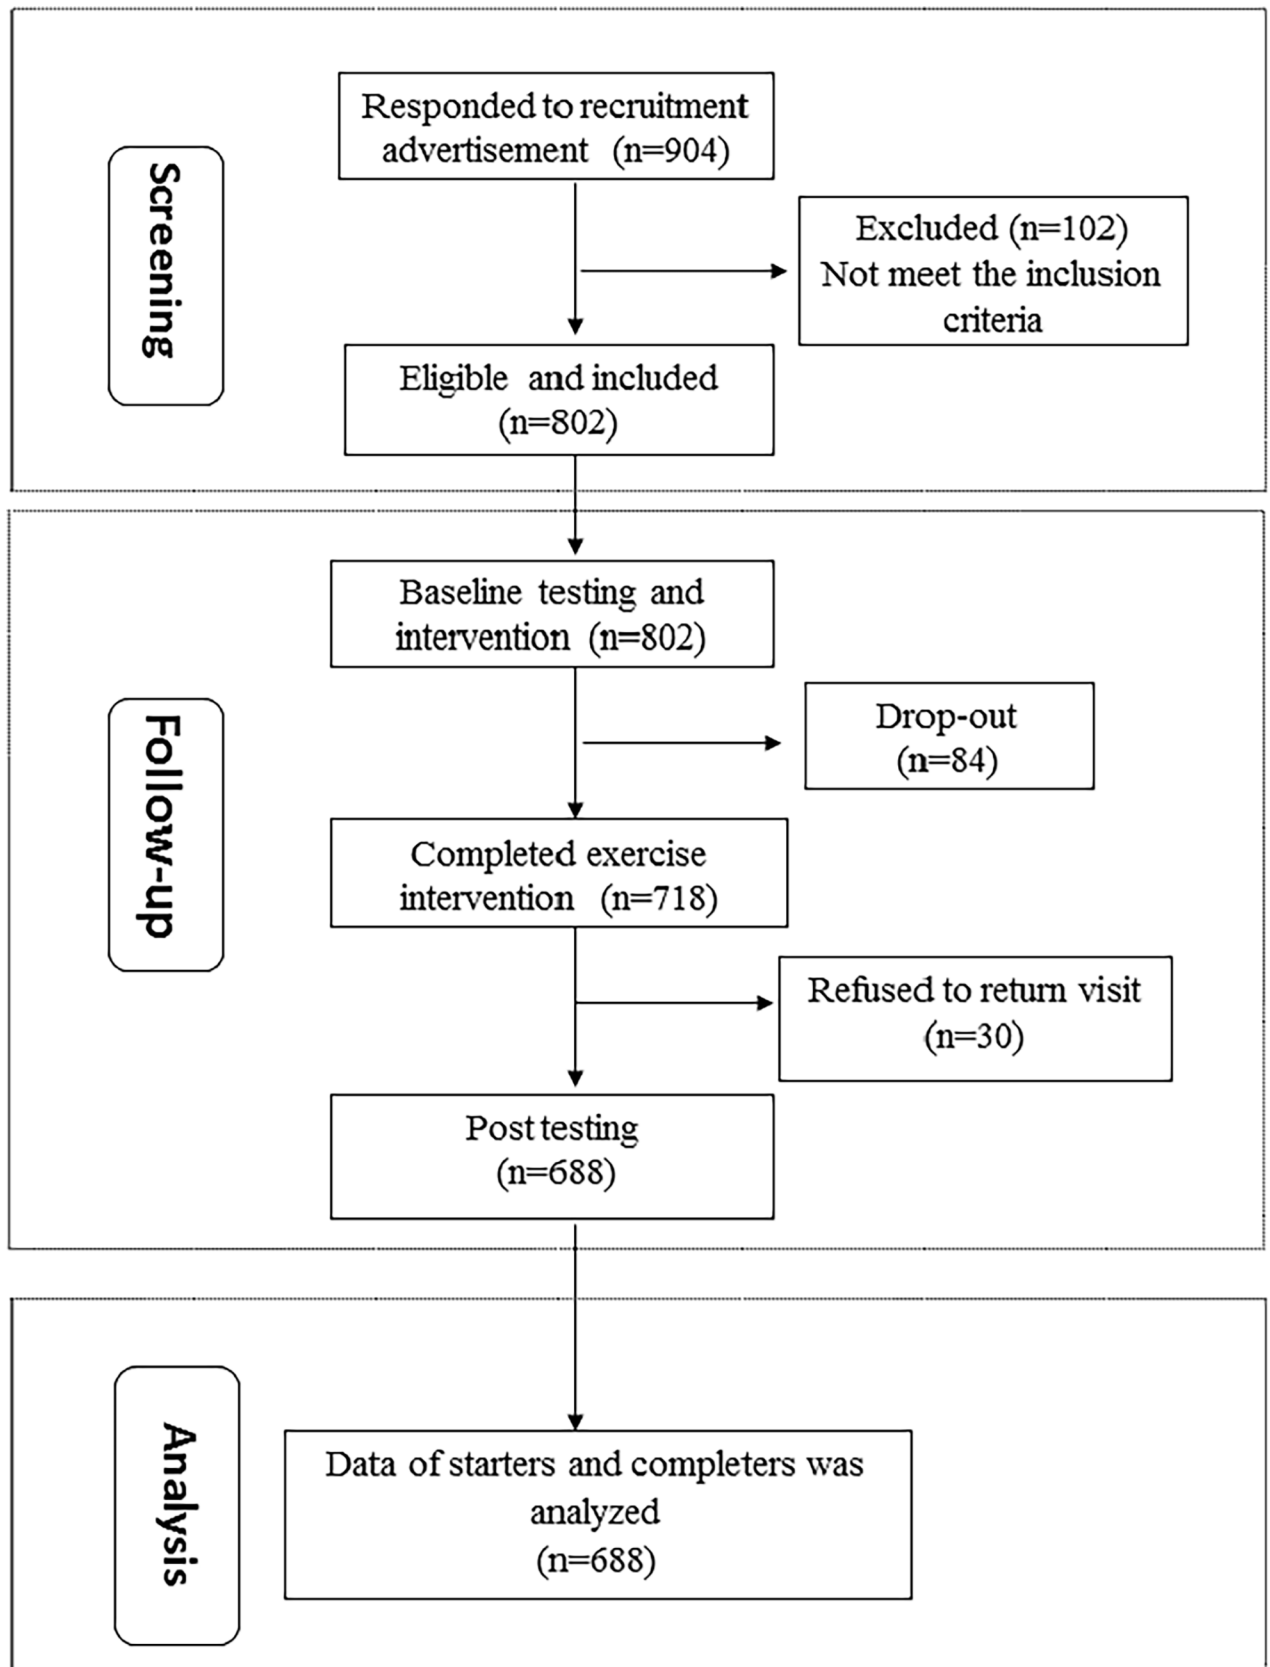 Screening
Responded to recruitment
advertisement (n=904)
Excluded (n=102)
Not meet the inclusion
criteria
Eligible and included
(n=802)
Follow-up
Baseline testing and
intervention (n=802)
Drop-out
(n=84)
Completed exercise
intervention (n=718)
Refused to return visit
(n=30)
Post testing
(n=688)
Analysis
Data of starters and completers was
analyzed
(n=688)